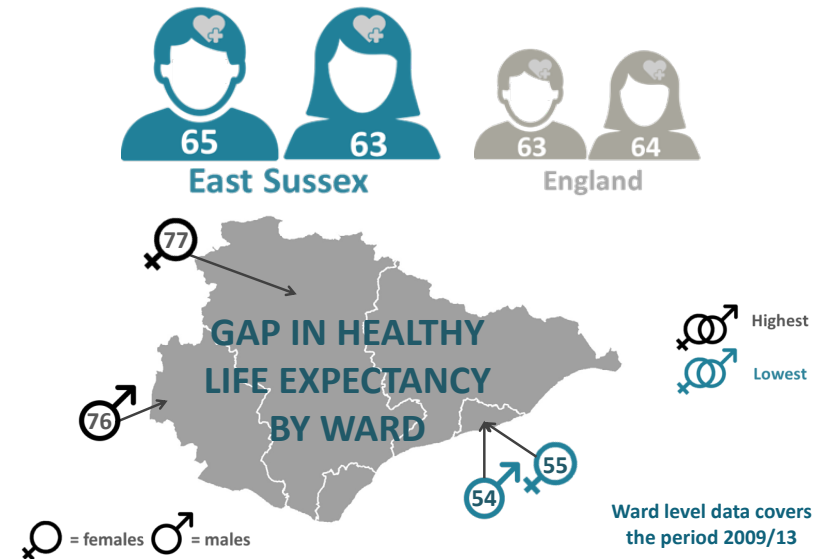 65 63
East Sussex
63 64
England
77
GAP IN HEALTHY
LIFE EXPECTANCY
BY WARD
76
Highest
Lowest
55
54
= females = males
Ward level data covers
the period 2009/13